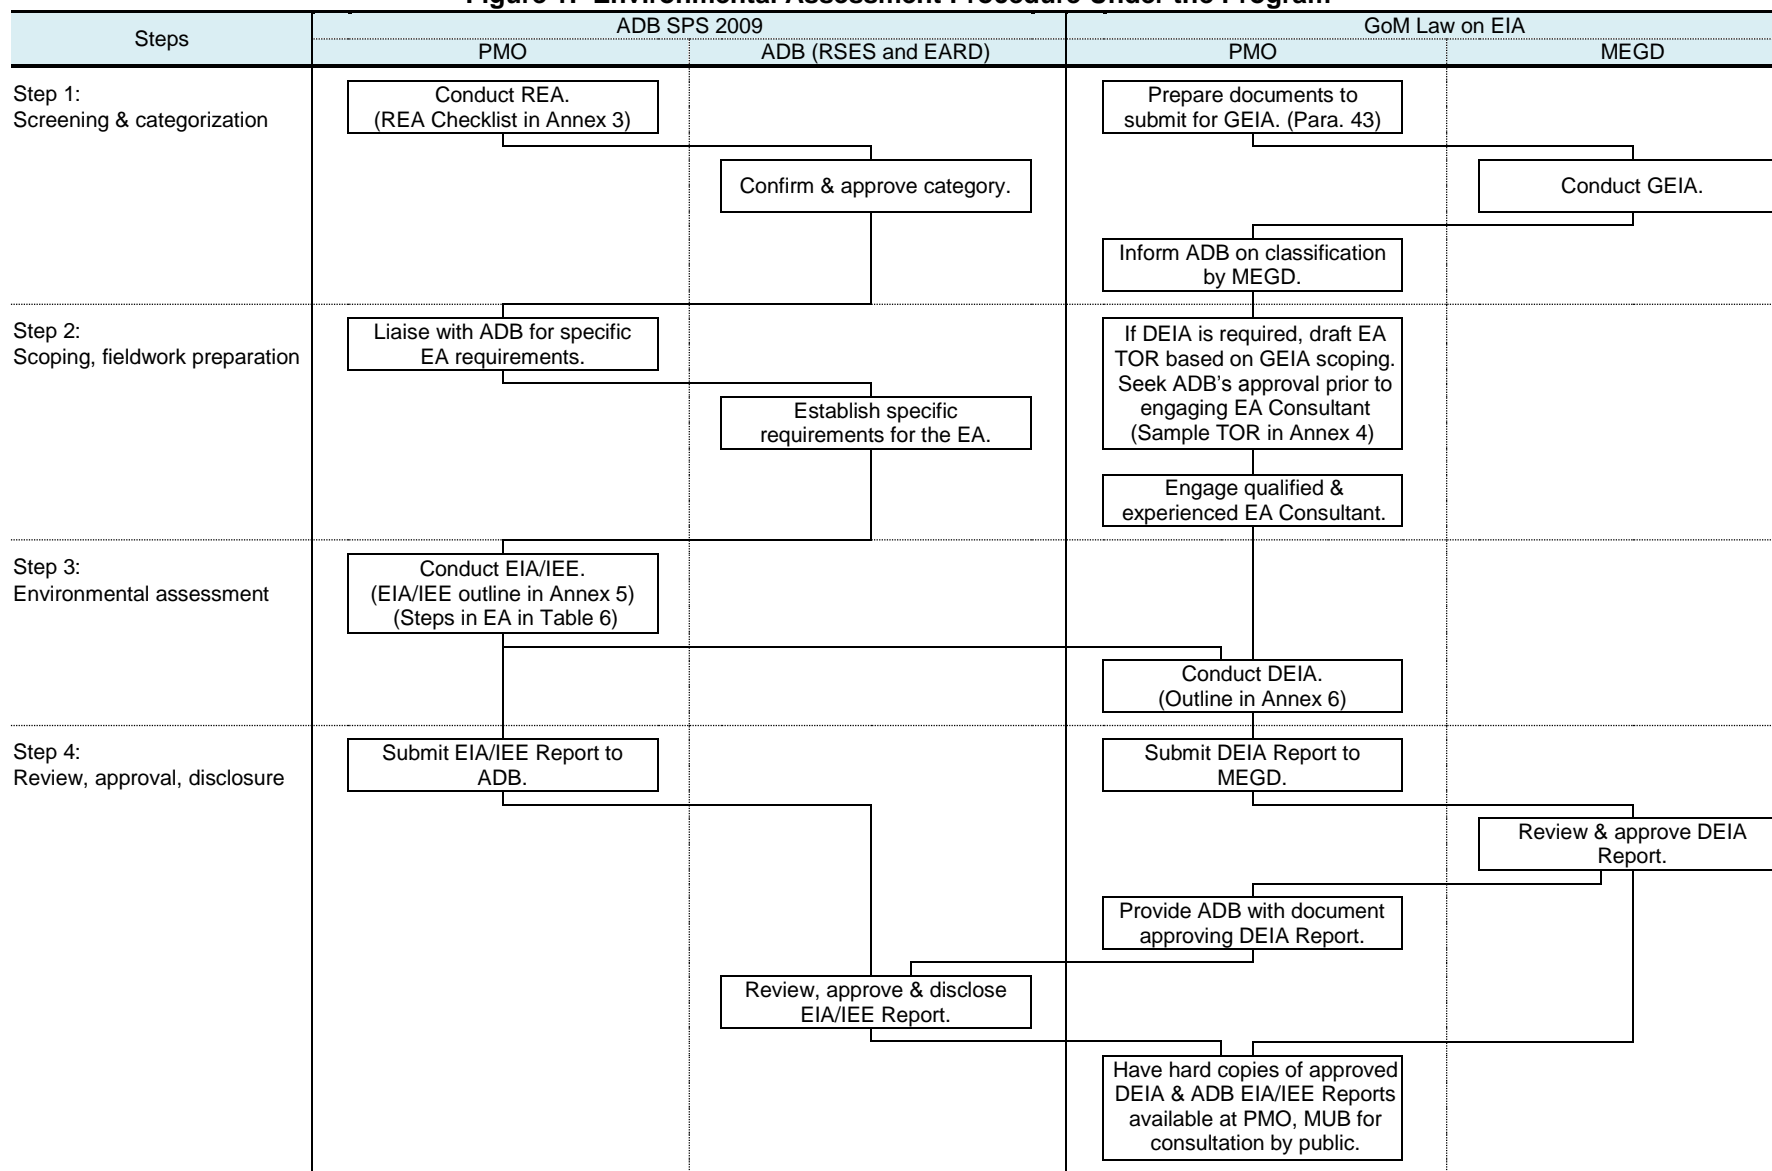 Figure 1: Environmental Assessment Procedure Under the Program
Steps
ADB SPS 2009
GoM Law on EIA
PMO
ADB (RSES and EARD)
PMO
MEGD
Step 1:
Screening & categorization
Conduct REA.
(REA Checklist in Annex 3)
Prepare documents to
submit for GEIA. (Para. 43)
Confirm & approve category.
Conduct GEIA.
Inform ADB on classification
by MEGD.
Step 2:
Scoping, fieldwork preparation
Liaise with ADB for specific
EA requirements.
If DEIA is required, draft EA
TOR based on GEIA scoping.
Seek ADB's approval prior to
engaging EA Consultant
(Sample TOR in Annex 4)
Establish specific
requirements for the EA.
Engage qualified &
experienced EA Consultant.
Step 3:
Environmental assessment
Conduct EIA/IEE.
(EIA/IEE outline in Annex 5)
(Steps in EA in Table 6)
Conduct DEIA.
(Outline in Annex 6)
Step 4:
Review, approval, disclosure
Submit EIA/IEE Report to
ADB.
Submit DEIA Report to
MEGD.
Review & approve DEIA
Report.
Provide ADB with document
approving DEIA Report.
Review, approve & disclose
EIA/IEE Report.
Have hard copies of approved
DEIA & ADB EIA/IEE Reports
available at PMO, MUB for
consultation by public.